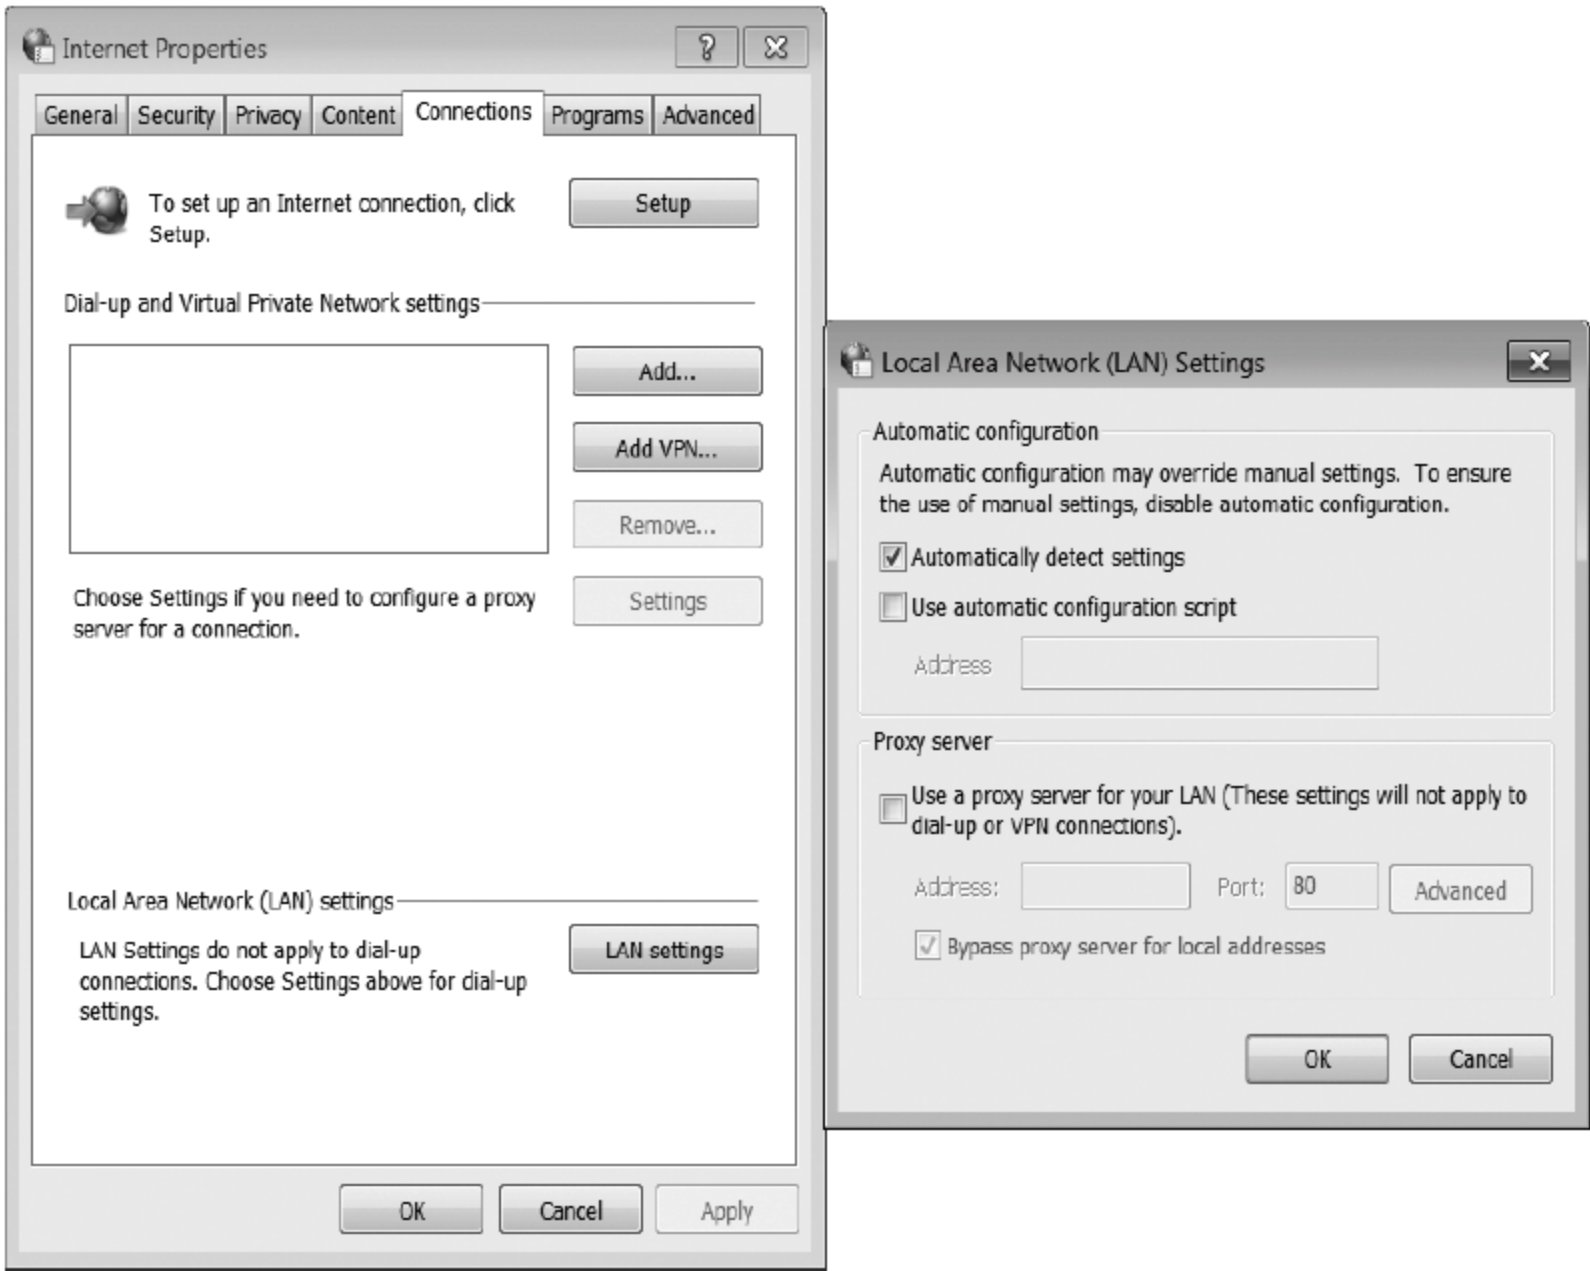 Internet Properties
General Security Privacy Content Connections Programs Advanced
To set up an Internet connection, click
Setup.
Setup
Dial-up and Virtual Private Network settings
Add...
Add VPN...
Remove...
Settings
Choose Settings if you need to configure a proxy
server for a connection.
Local Area Network (LAN) settings
LAN Settings do not apply to dial-up
connections. Choose Settings above for dial-up
settings.
LAN settings
OK Cancel Apply
Local Area Network (LAN) Settings
Automatic configuration
Automatic configuration may override manual settings. To ensure
the use of manual settings, disable automatic configuration.
Automatically detect settings
Use automatic configuration script
Address
Proxy server
Use a proxy server for your LAN (These settings will not apply to
dial-up or VPN connections).
Address: Port: 80 Advanced
Bypass proxy server for local addresses
OK Cancel